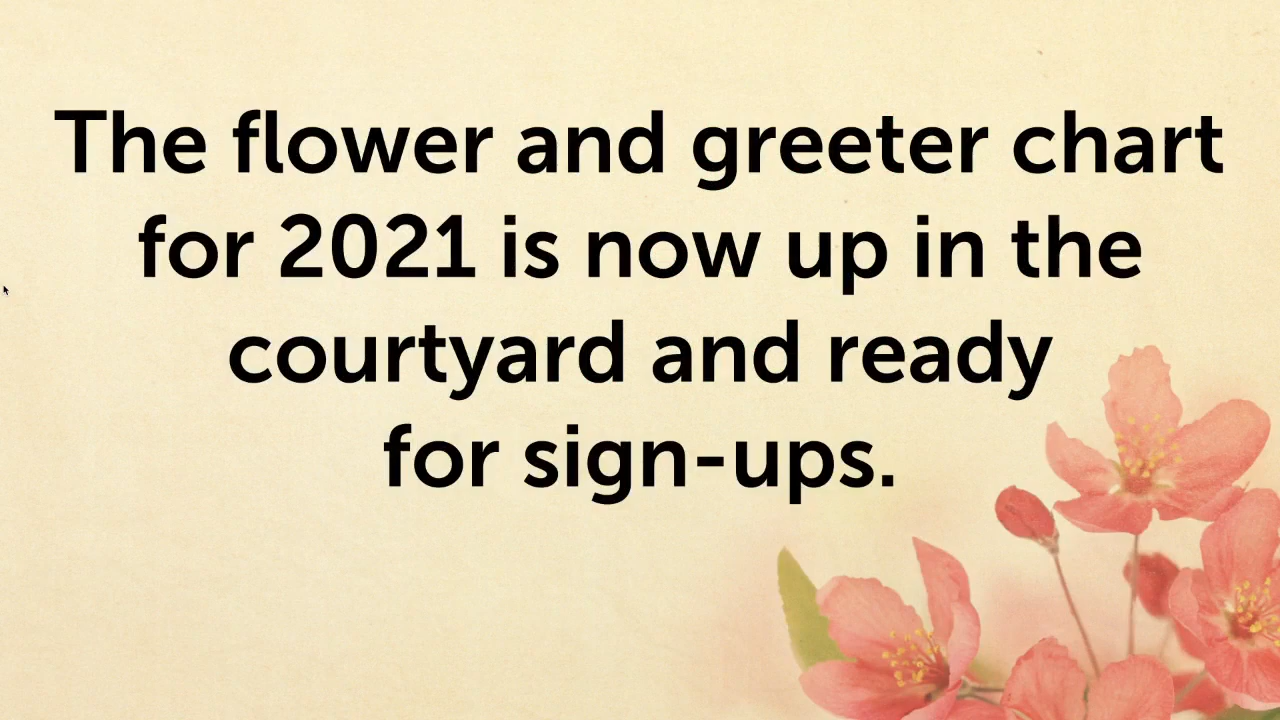 The flower and greeter chart
for 2021 is now up in the
courtyard and ready
for sign-ups.